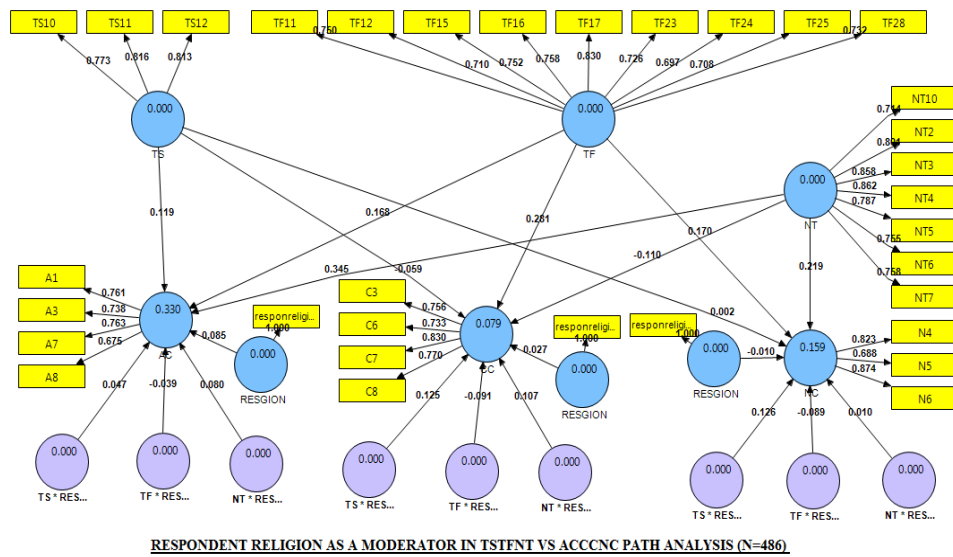 TS10 TS11 TS12 TF11 TF12 TF15 TF16 TF17 TF23 TF24 TF25 TF28
0.773 0.816 0.813 0.750 0.710 0.752 0.758 0.830 0.726 0.697 0.708 0.732
0.000 0.000
TS TF
NT10
0.744
NT2
NT3
0.858
NT4
0.862
NT5
0.787
NT6
0.755
NT7
0.758
0.000
NT
0.119 0.168 0.281 0.170 -0.110 0.219
0.345 -0.059 0.002
A1
0.761
A3
0.738
A7
0.763
A8
0.675
0.330
AC
0.085
responreligi...
1.000
0.000
RESGION
C3
0.756
C6
0.733
C7
0.830
C8
0.770
0.079
CC
0.027
responreligi...
1.000
0.000
RESGION
responreligi...
1.000
0.000
RESGION
-0.010
0.159
NC
N4
0.823
N5
0.688
N6
0.874
0.047 -0.039 0.080 0.125 -0.091 0.107 0.126 -0.089 0.010
0.000 0.000 0.000 0.000 0.000 0.000 0.000 0.000 0.000
TS * RES... TF * RES... NT * RES... TS * RES... TF * RES... NT * RES... TS * RES... TF * RES... NT * RES...
RESPONDENT RELIGION AS A MODERATOR IN TSTFNT VS ACCCNC PATH ANALYSIS (N=486)